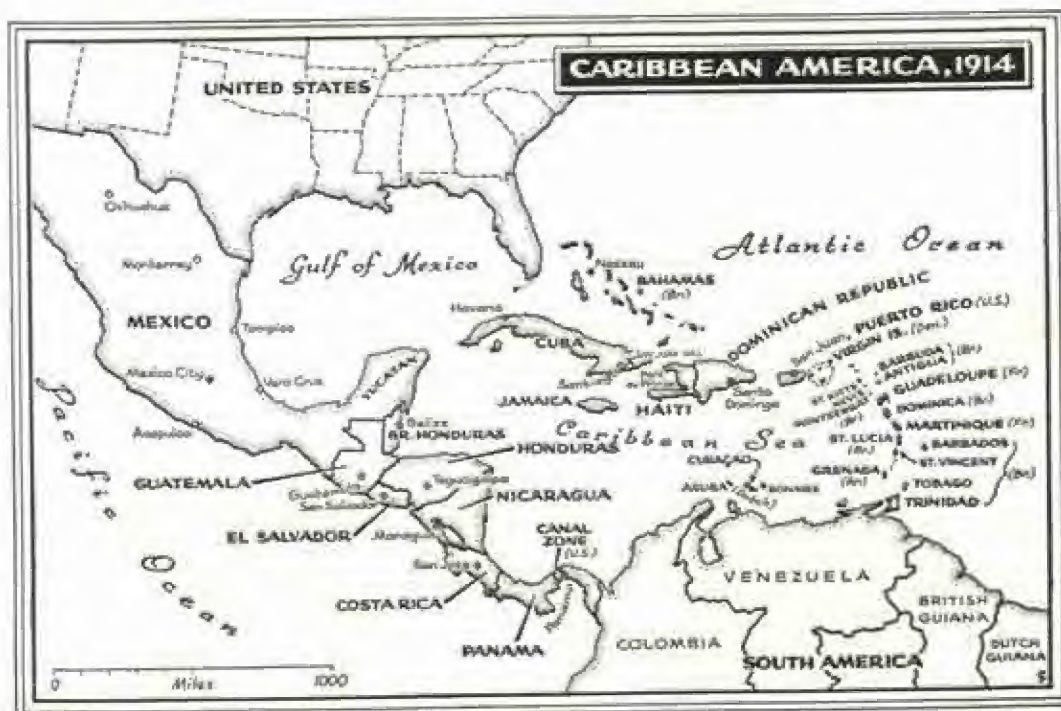 CARIBBEAN AMERICA, 1914
UNITED STATES
Chihuahua
Monterrey
Gulf of Mexico
Atlantic Ocean
Nassau
BAHAMAS
(Br.)
MEXICO
Tampico
Havana
CUBA
DOMINICAN REPUBLIC
San Juan, PUERTO RICO (U.S.)
VIRGIN IS. (Den.)
BARBUDA
ANTIGUA
(Br.)
Mexico City
Vera Cruz
YUCATAN
JAMAICA
HAITI
Santo
Domingo
GUADELOUPE (Fr.)
DOMINICA (Br.)
MARTINIQUE (Fr.)
Acapulco
Belize
BR. HONDURAS
HONDURAS
Caribbean Sea
ST. LUCIA
(Br.)
BARBADOS
ST. VINCENT
(Br.)
GRENADA
(Br.)
TOBAGO
TRINIDAD
CURAÇAO
ARUBA
BONAIRE
Pacific Ocean
GUATEMALA
Guatemala
San Salvador
Tegucigalpa
NICARAGUA
EL SALVADOR
Managua
CANAL
ZONE
(U.S.)
San José
COSTA RICA
PANAMA
Panama
VENEZUELA
COLOMBIA
BRITISH
GUIANA
DUTCH
GUIANA
SOUTH AMERICA
0 Miles 1000